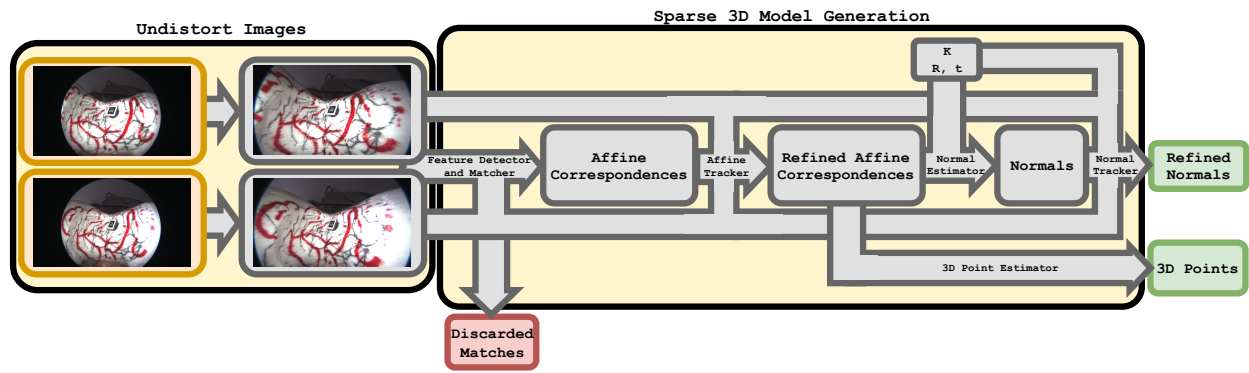 Undistort Images
Sparse 3D Model Generation
K
R, t
Feature Detector
and Matcher
Affine
Correspondences
Affine
Tracker
Refined Affine
Correspondences
Normal
Estimator
Normals
Normal
Tracker
Refined
Normals
3D Point Estimator
3D Points
Discarded
Matches